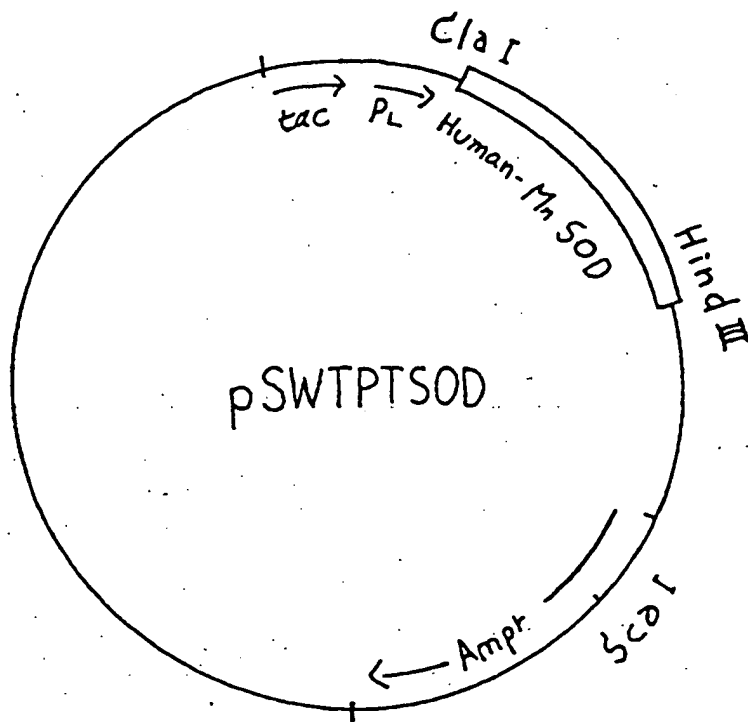 Cla I
tac
PL
Human-Mn SOD
Hind III
pSWTPTSOD
Sca I
Ampr